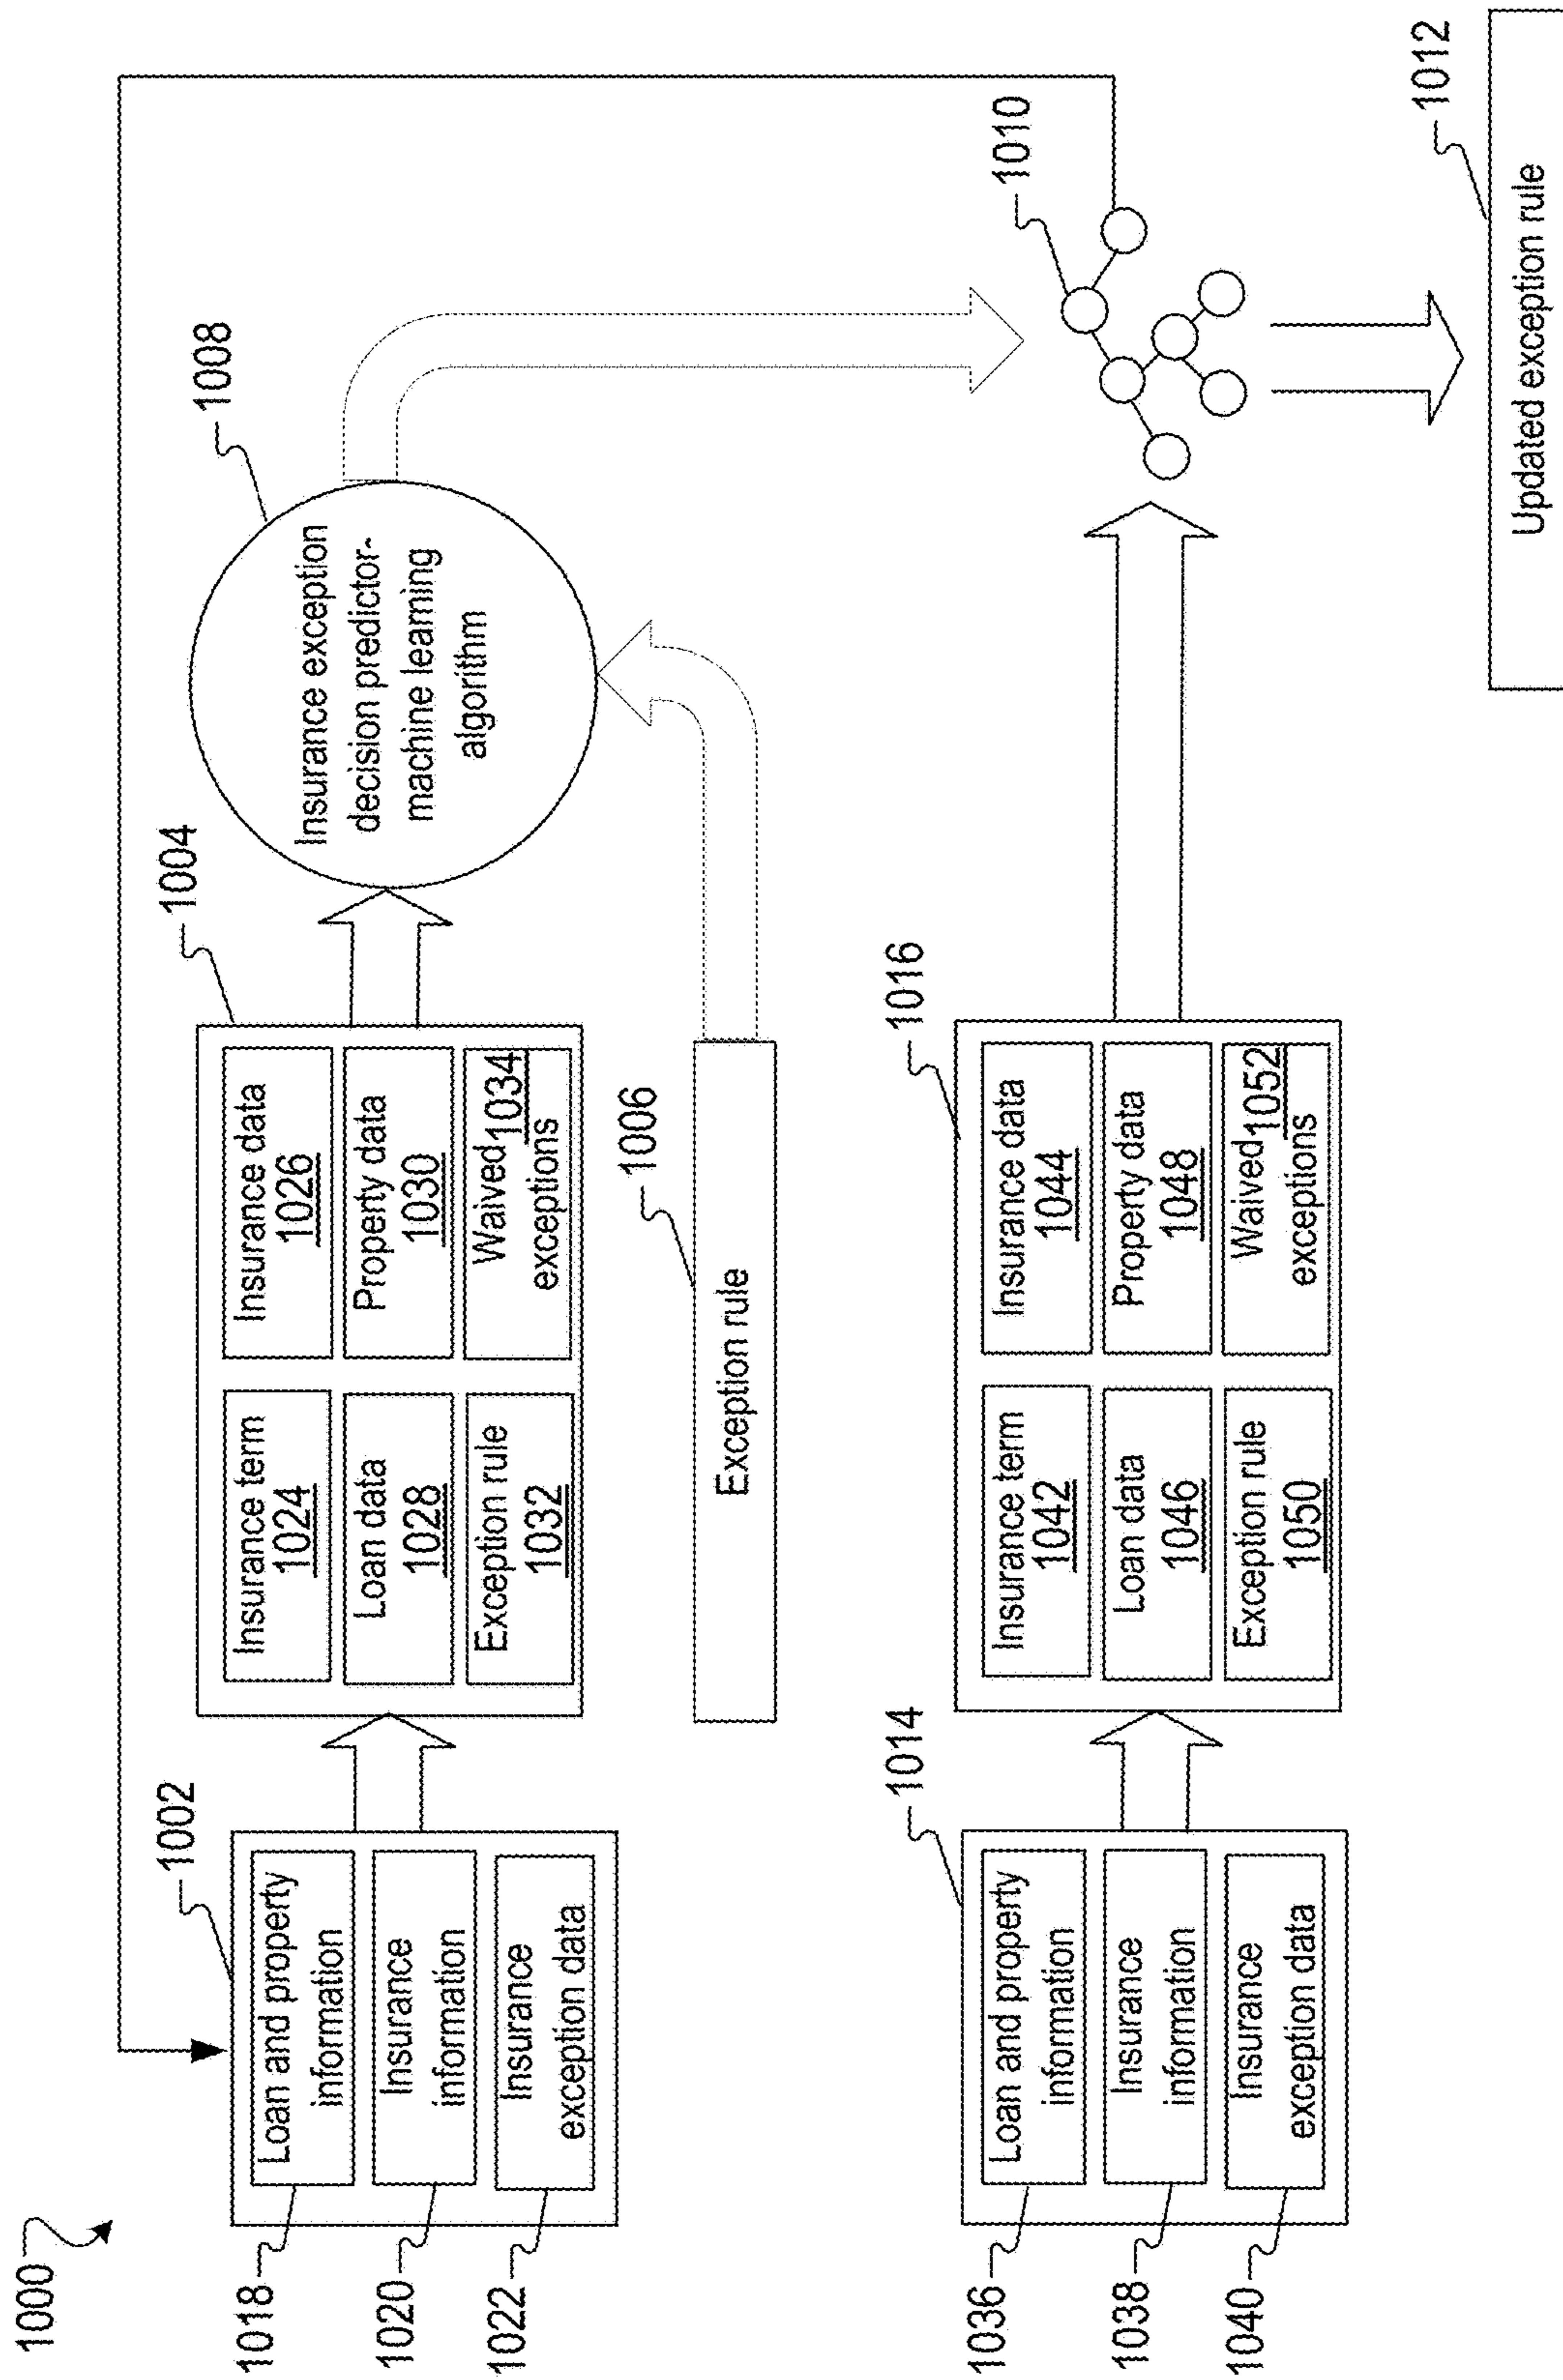 1000
1002
1018
Loan and property
information
1020
Insurance
information
1022
Insurance
exception data
1004
Insurance term
1024
Insurance data
1026
Loan data
1028
Property data
1030
Exception rule
1032
Waived 1034
exceptions
1006
Exception rule
1008
Insurance exception
decision predictor-
machine learning
algorithm
1014
1036
Loan and property
information
1038
Insurance
information
1040
Insurance
exception data
1016
Insurance term
1042
Insurance data
1044
Loan data
1046
Property data
1048
Exception rule
1050
Waived 1052
exceptions
1010
1012
Updated exception rule